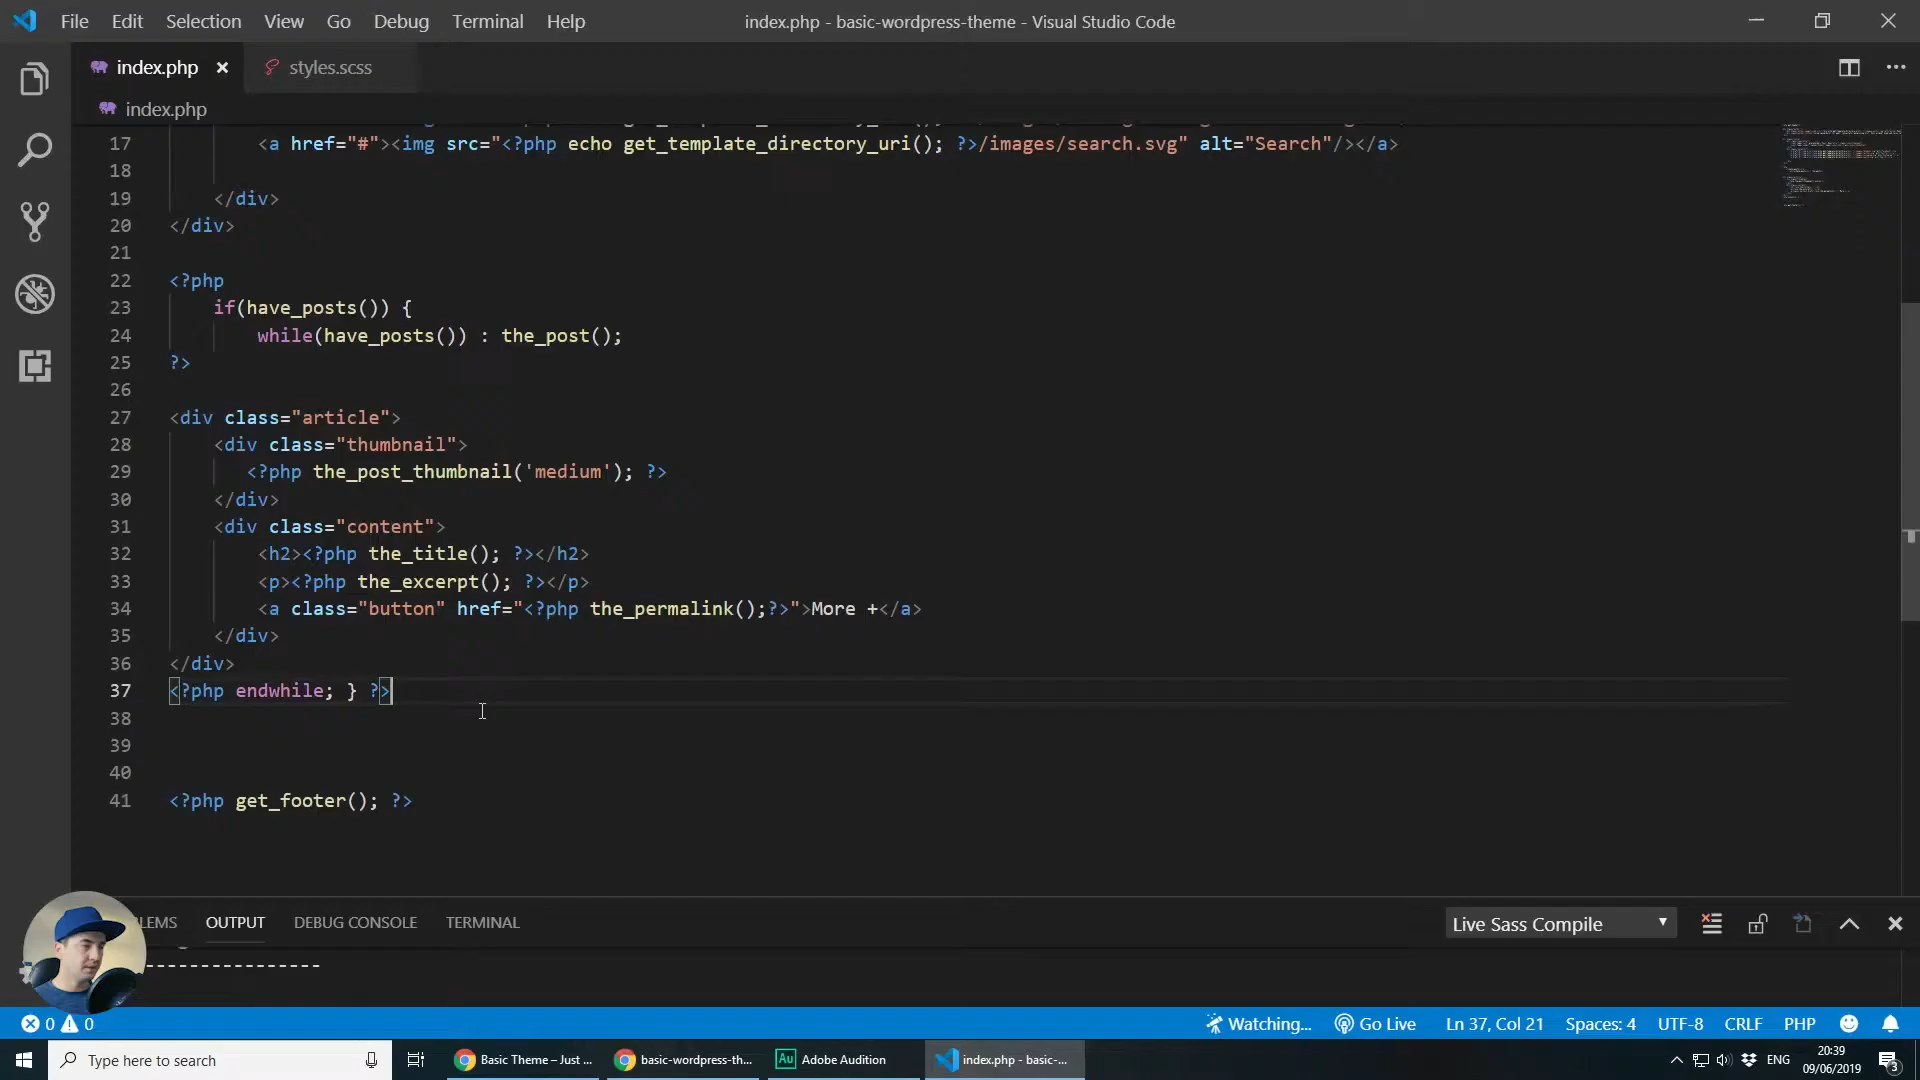 File Edit Selection View Go Debug Terminal Help index.php - basic-wordpress-theme - Visual Studio Code
index.php styles.scss
index.php
17 <a href="#"><img src="<?php echo get_template_directory_uri(); ?>/images/search.svg" alt="Search"/></a>
18
19 </div>
20 </div>
21
22 <?php
23 if(have_posts()) {
24 while(have_posts()) : the_post();
25 ?>
26
27 <div class="article">
28 <div class="thumbnail">
29 <?php the_post_thumbnail('medium'); ?>
30 </div>
31 <div class="content">
32 <h2><?php the_title(); ?></h2>
33 <p><?php the_excerpt(); ?></p>
34 <a class="button" href="<?php the_permalink();?>">More +</a>
35 </div>
36 </div>
37 <?php endwhile; } ?>
38
39
40
41 <?php get_footer(); ?>
LEMS OUTPUT DEBUG CONSOLE TERMINAL Live Sass Compile
----------------
0 0 Watching... Go Live Ln 37, Col 21 Spaces: 4 UTF-8 CRLF PHP
Type here to search Basic Theme – Just ... basic-wordpress-th... Au Adobe Audition index.php - basic-... ENG 20:39
09/06/2019 3